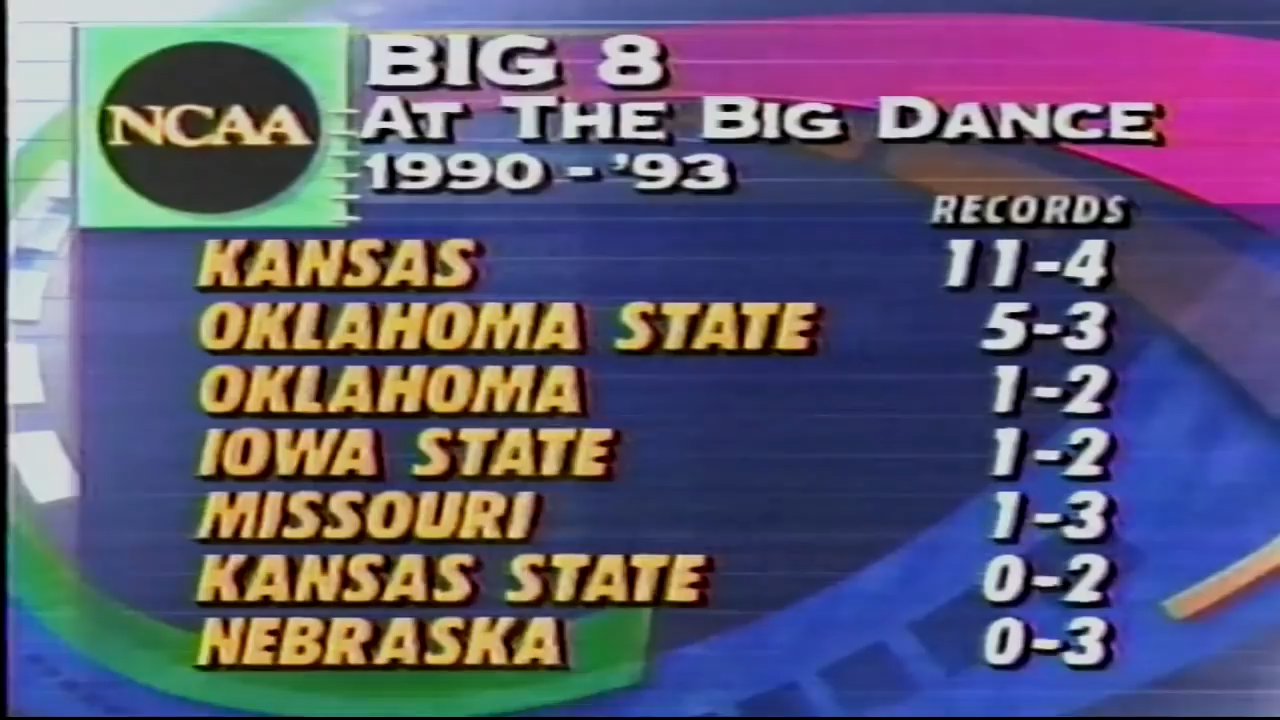 NCAA
BIG 8
AT THE BIG DANCE
1990 - '93
RECORDS
KANSAS 11-4
OKLAHOMA STATE 5-3
OKLAHOMA 1-2
IOWA STATE 1-2
MISSOURI 1-3
KANSAS STATE 0-2
NEBRASKA 0-3